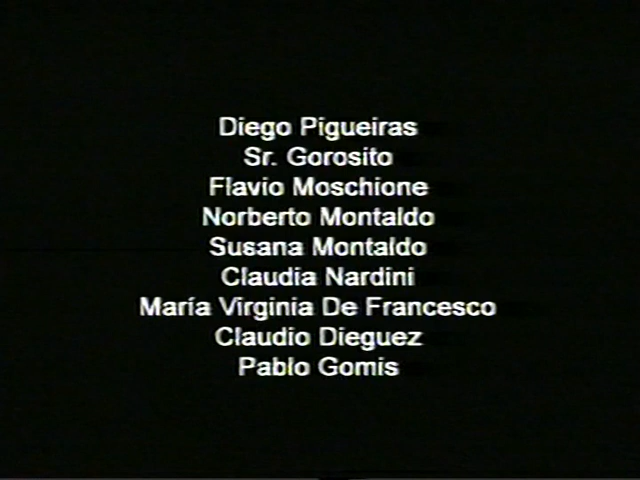 Diego Pigueiras
Sr. Gorosito
Flavio Moschione
Norberto Montaldo
Susana Montaldo
Claudia Nardini
María Virginia De Francesco
Claudio Dieguez
Pablo Gomis